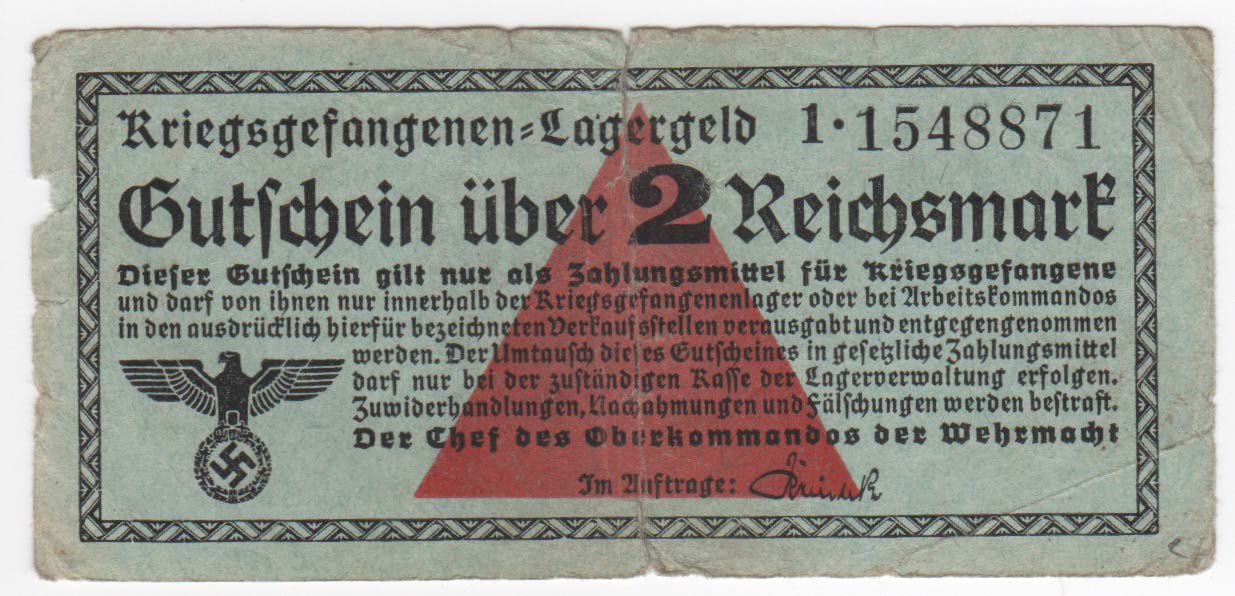 Kriegsgefangenen=Lagergeld 1·1548871
Gutschein über 2 Reichsmark
Dieser Gutschein gilt nur als Zahlungsmittel für Kriegsgefangene
und darf von ihnen nur innerhalb der Kriegsgefangenenlager oder bei Arbeitskommandos
in den ausdrücklich hierfür bezeichneten Verkaufsstellen verausgabt und entgegengenommen
werden. Der Umtausch dieses Gutscheines in gesetzliche Zahlungsmittel
darf nur bei der zuständigen Kasse der Lagerverwaltung erfolgen.
Zuwiderhandlungen, Nachahmungen und Fälschungen werden bestraft.
Der Chef des Oberkommandos der Wehrmacht
Im Auftrage: